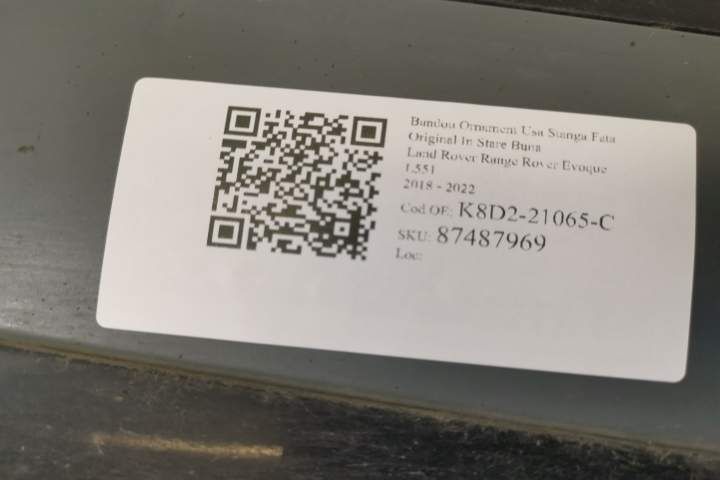 Bandou Ornament Usa Stanga Fata
Original In Stare Buna
Land Rover Range Rover Evoque
L551
2018 - 2022
Cod OE: K8D2-21065-C
SKU: 87487969
Loc: